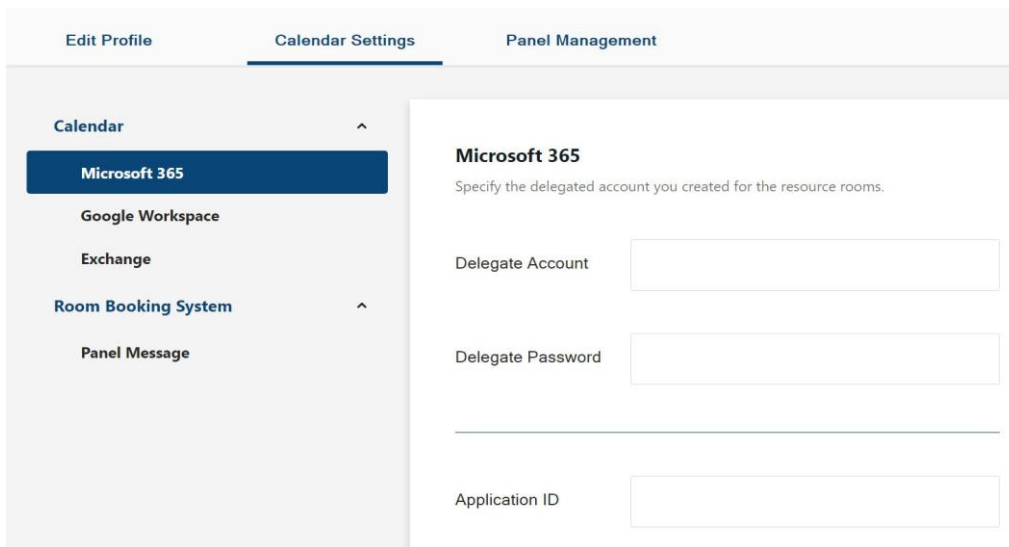 Edit Profile Calendar Settings Panel Management
Calendar
Microsoft 365
Google Workspace
Exchange
Room Booking System
Panel Message
Microsoft 365
Specify the delegated account you created for the resource rooms.
Delegate Account
Delegate Password
Application ID